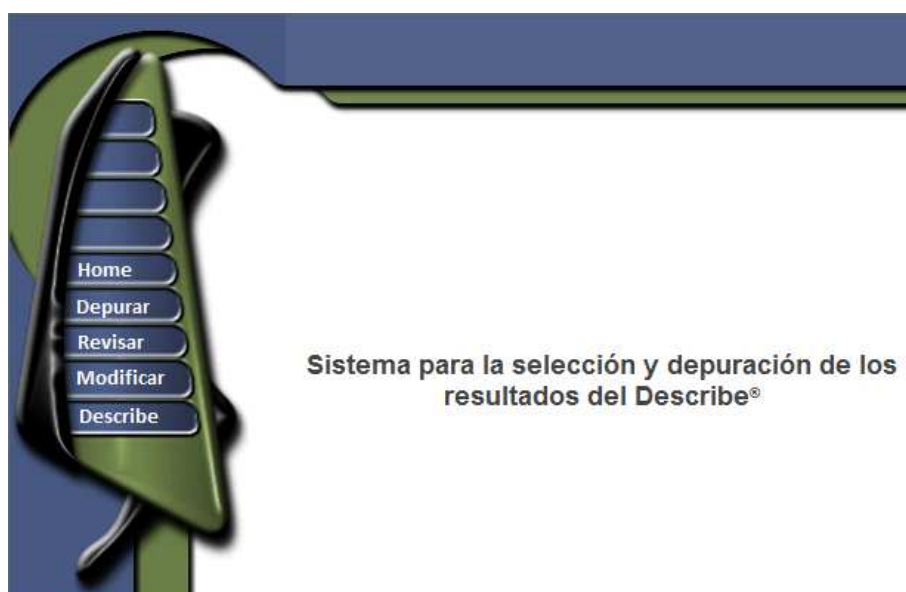 Home
Depurar
Revisar
Modificar
Describe
Sistema para la selección y depuración de los
resultados del Describe®